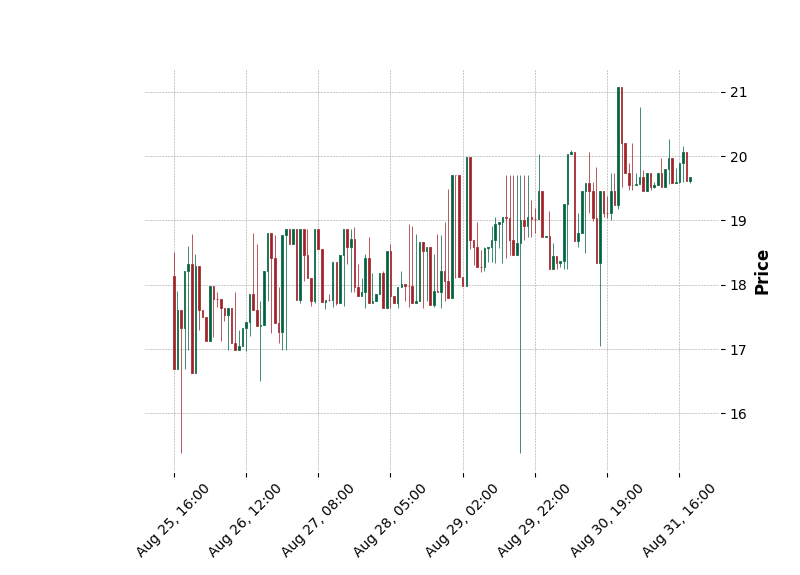 21
20
19
18
17
16
Price
Aug 25, 16:00
Aug 26, 12:00
Aug 27, 08:00
Aug 28, 05:00
Aug 29, 02:00
Aug 29, 22:00
Aug 30, 19:00
Aug 31, 16:00